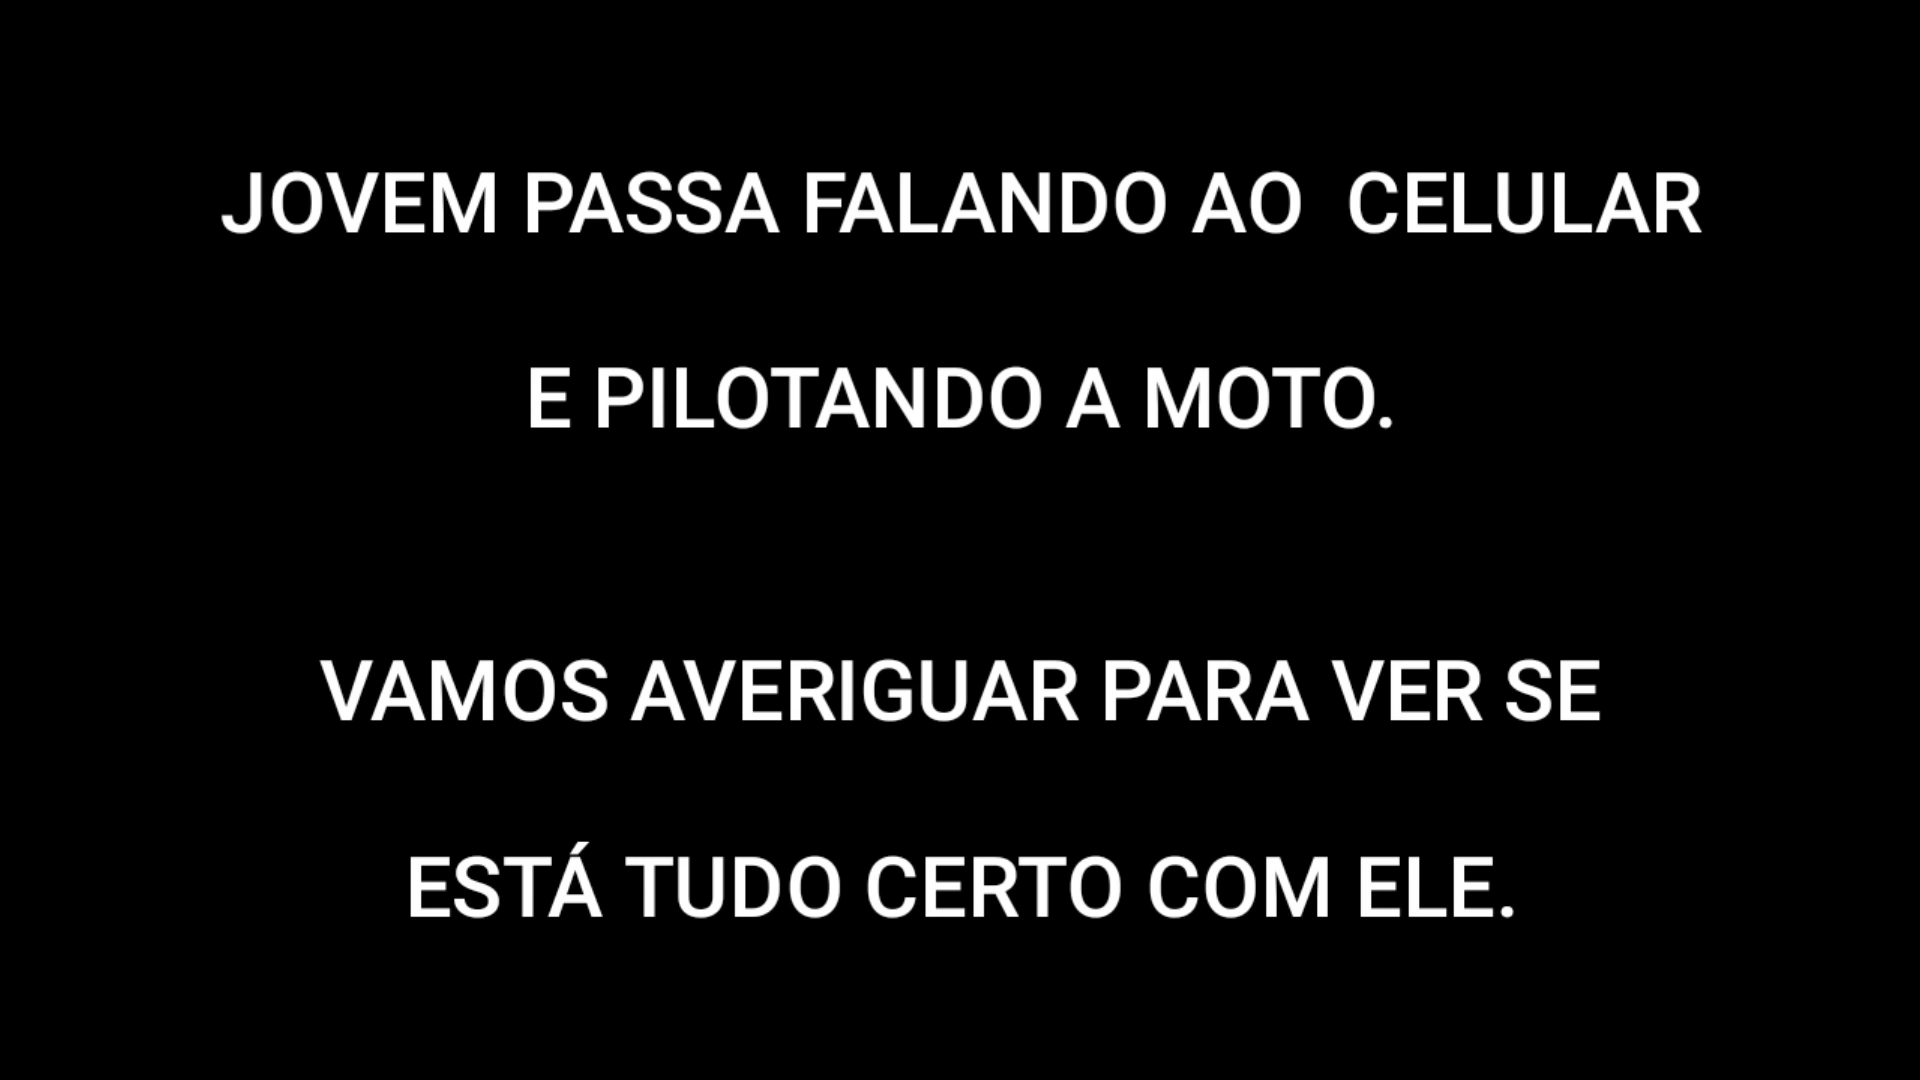 JOVEM PASSA FALANDO AO  CELULAR
E PILOTANDO A MOTO.
VAMOS AVERIGUAR PARA VER SE
ESTÁ TUDO CERTO COM ELE.